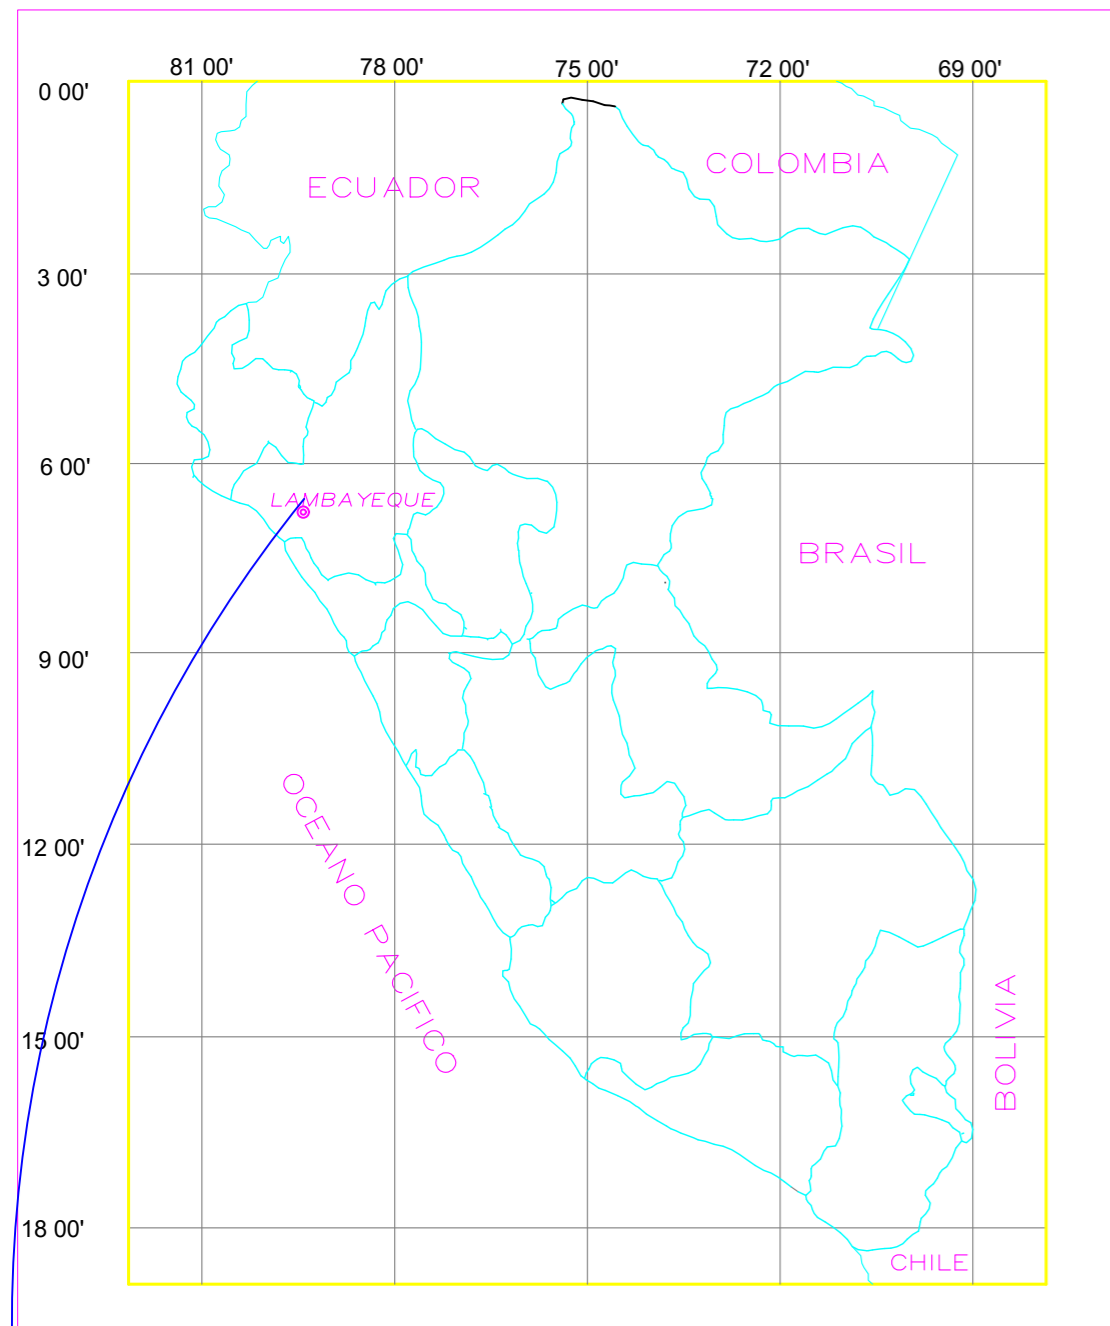 81 00' 78 00' 75 00' 72 00' 69 00'
0 00'
COLOMBIA
ECUADOR
3 00'
6 00'
LAMBAYEQUE
BRASIL
9 00'
OCEANO PACIFICO
12 00'
BOLIVIA
15 00'
18 00'
CHILE